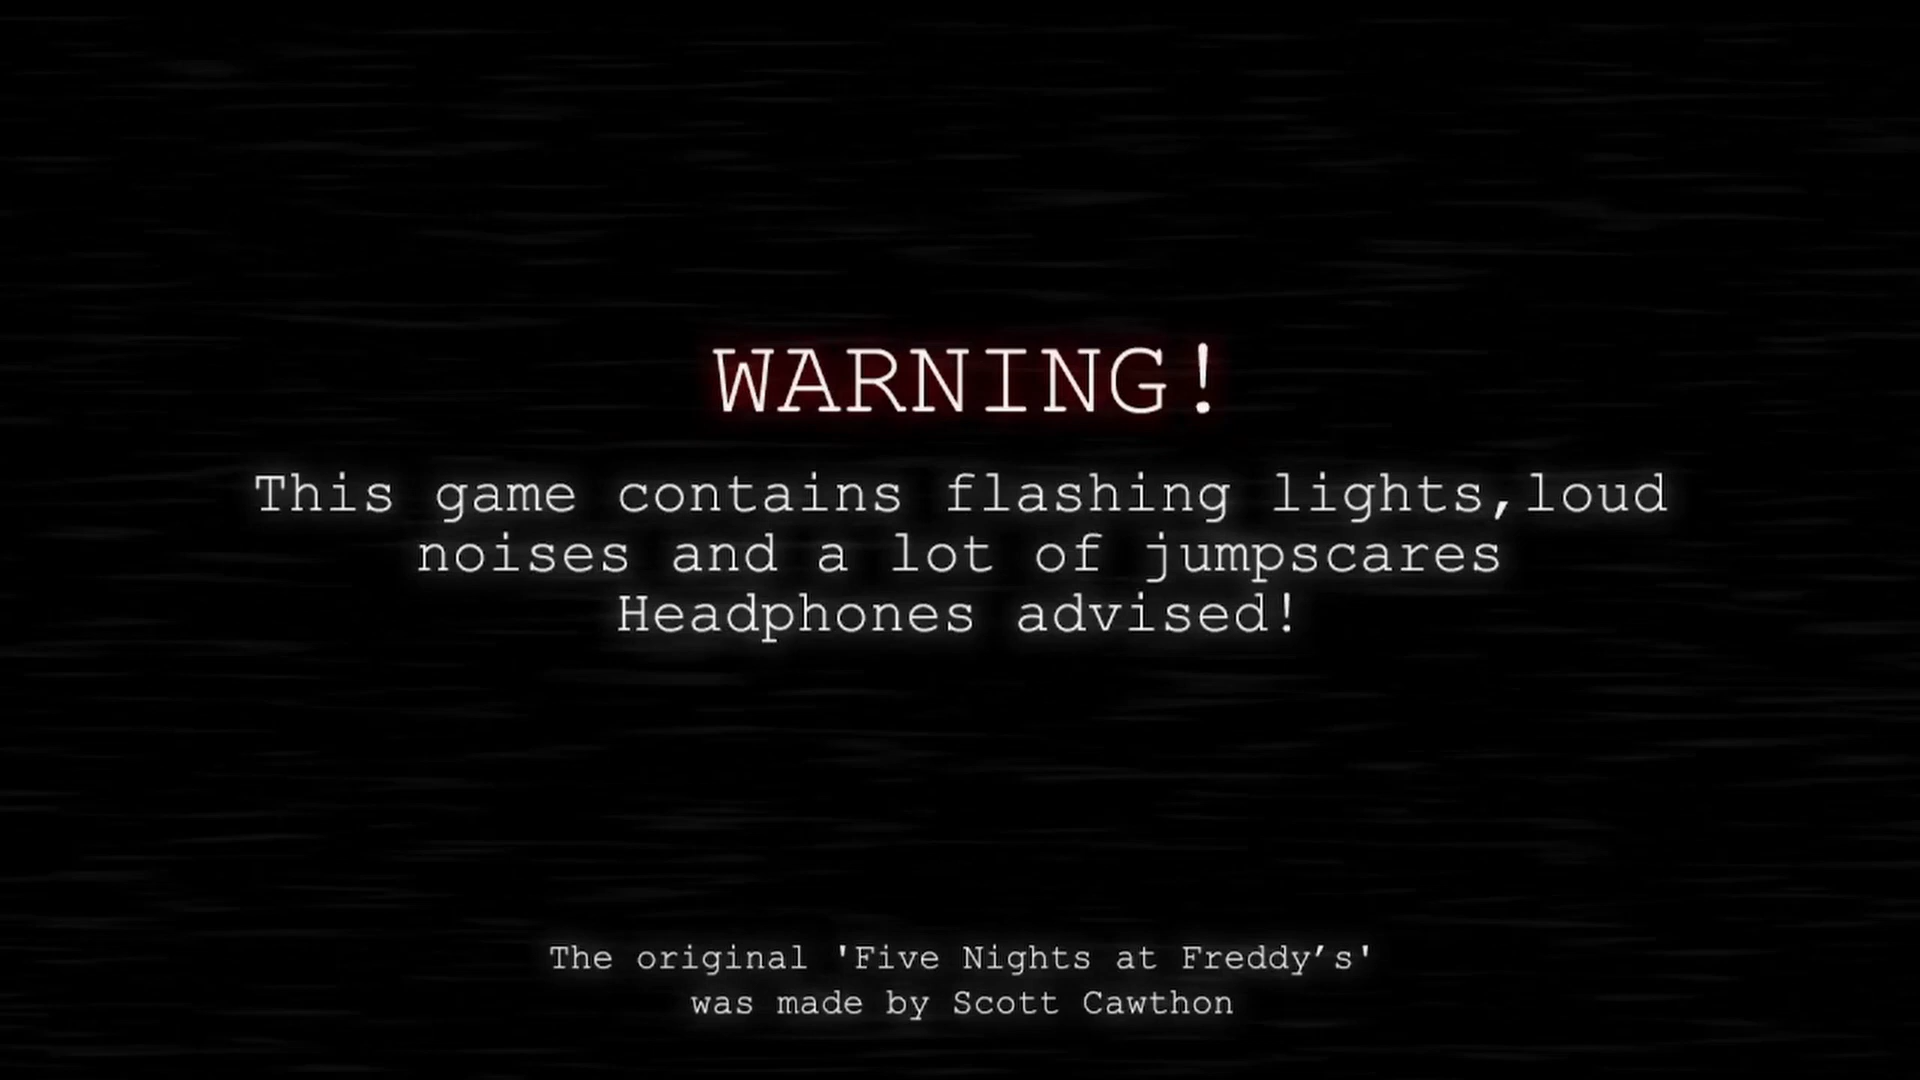 WARNING!
This game contains flashing lights,loud
noises and a lot of jumpscares
Headphones advised!
The original 'Five Nights at Freddy’s'
was made by Scott Cawthon